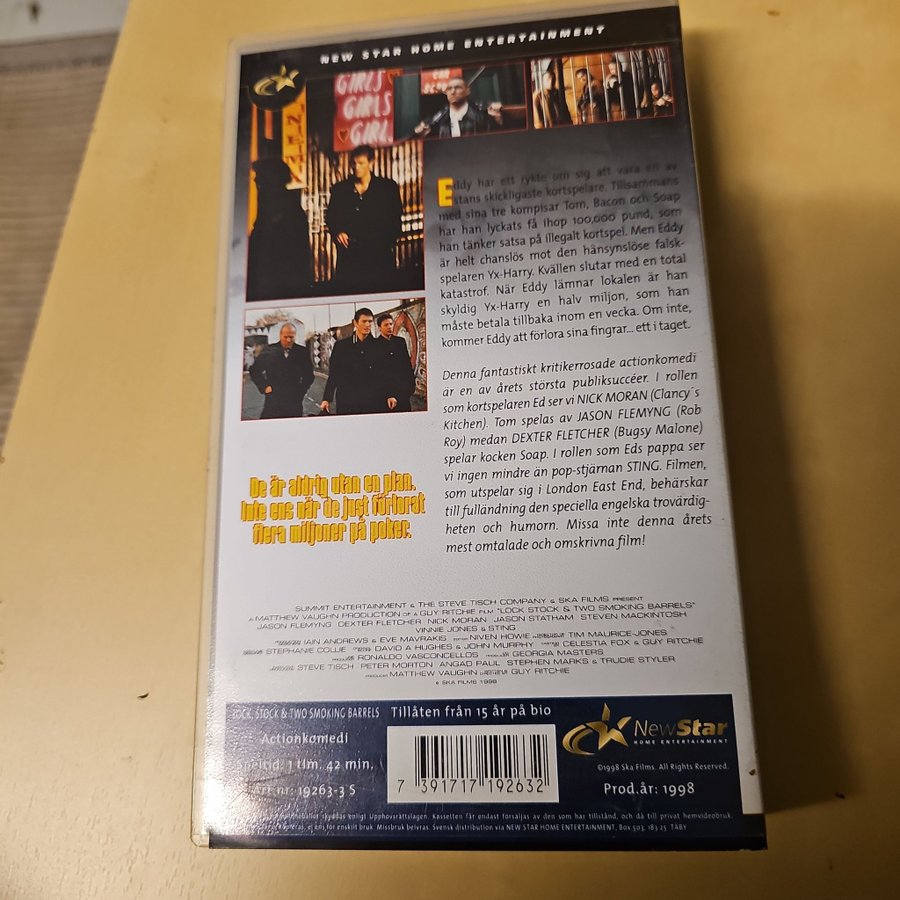 NEW STAR HOME ENTERTAINMENT
GIRLS
GIRLS
GIRL
Eddy har ett rykte om sig att vara en av
stans skickligaste kortspelare. Tillsammans
med sina tre kompisar Tom, Bacon och Soap
har han lyckats få ihop 100,000 pund, som
han tänker satsa på illegalt kortspel. Men Eddy
är helt chanslös mot den hänsynslöse falsk-
spelaren Yx-Harry. Kvällen slutar med en total
katastrof. När Eddy lämnar lokalen är han
skyldig Yx-Harry en halv miljon, som han
måste betala tillbaka inom en vecka. Om inte,
kommer Eddy att förlora sina fingrar... ett i taget.
Denna fantastiskt kritikerrosade actionkomedi
är en av årets största publiksuccéer. I rollen
som kortspelaren Ed ser vi NICK MORAN (Clancy´s
Kitchen). Tom spelas av JASON FLEMYNG (Rob
Roy) medan DEXTER FLETCHER (Bugsy Malone)
spelar kocken Soap. I rollen som Eds pappa ser
vi ingen mindre än pop-stjärnan STING. Filmen,
som utspelar sig i London East End, behärskar
till fulländning den speciella engelska trovärdig-
heten och humorn. Missa inte denna årets
mest omtalade och omskrivna film!
De är aldrig utan en plan.
Inte ens när de just förlorat
flera miljoner på poker.
SUMMIT ENTERTAINMENT & THE STEVE TISCH COMPANY & SKA FILMS PRESENT
A MATTHEW VAUGHN PRODUCTION OF A GUY RITCHIE FILM "LOCK STOCK & TWO SMOKING BARRELS"
JASON FLEMYNG DEXTER FLETCHER NICK MORAN JASON STATHAM STEVEN MACKINTOSH
VINNIE JONES & STING
IAIN ANDREWS & EVE MAVRAKIS NIVEN HOWIE TIM MAURICE-JONES
STEPHANIE COLLIE DAVID A HUGHES & JOHN MURPHY CELESTIA FOX & GUY RITCHIE
RONALDO VASCONCELLOS GEORGIA MASTERS
STEVE TISCH PETER MORTON ANGAD PAUL STEPHEN MARKS & TRUDIE STYLER
PRODUCER MATTHEW VAUGHN GUY RITCHIE
© SKA FILMS 1998
LOCK, STOCK & TWO SMOKING BARRELS Tillåten från 15 år på bio
Actionkomedi
Speltid: 1 tim. 42 min.
Art nr: 19263-3 S
7 391717 192632
NewStar
HOME ENTERTAINMENT
©1998 Ska Films. All Rights Reserved.
Prod.år: 1998
skyddas enligt Upphovsrättslagen. Kassetten får endast försäljas av den som har tillstånd, och då till privat hemvideobruk.
Kopieras, ej ens för enskilt bruk. Missbruk beivras. Svensk distribution via NEW STAR HOME ENTERTAINMENT, Box 503, 183 25 TÄBY